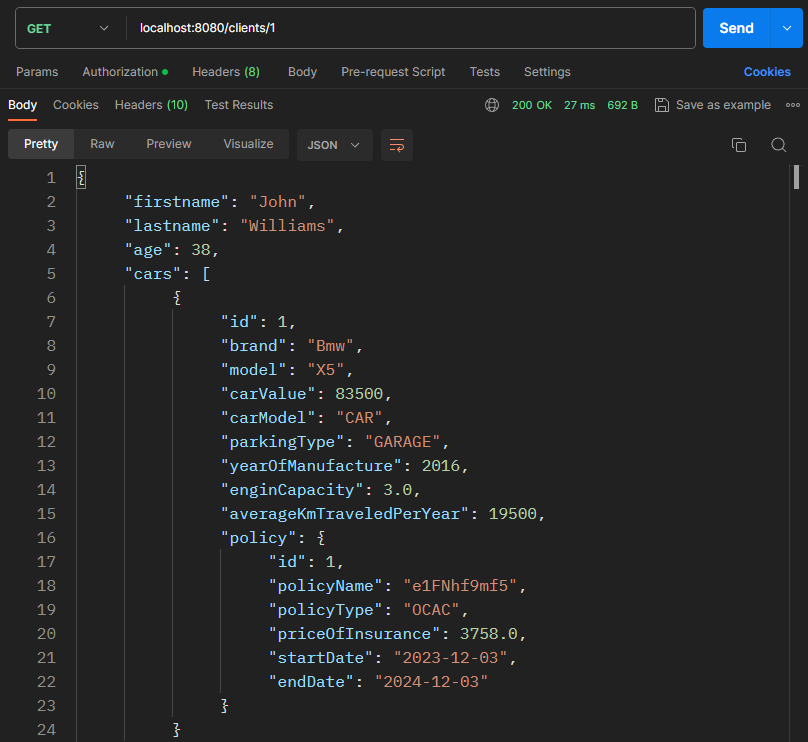 GET localhost:8080/clients/1 Send
Params Authorization Headers (8) Body Pre-request Script Tests Settings Cookies
Body Cookies Headers (10) Test Results 200 OK 27 ms 692 B Save as example
Pretty Raw Preview Visualize JSON
1 {
2 "firstname": "John",
3 "lastname": "Williams",
4 "age": 38,
5 "cars": [
6 {
7 "id": 1,
8 "brand": "Bmw",
9 "model": "X5",
10 "carValue": 83500,
11 "carModel": "CAR",
12 "parkingType": "GARAGE",
13 "yearOfManufacture": 2016,
14 "enginCapacity": 3.0,
15 "averageKmTraveledPerYear": 19500,
16 "policy": {
17 "id": 1,
18 "policyName": "e1FNhf9mf5",
19 "policyType": "OCAC",
20 "priceOfInsurance": 3758.0,
21 "startDate": "2023-12-03",
22 "endDate": "2024-12-03"
23 }
24 }